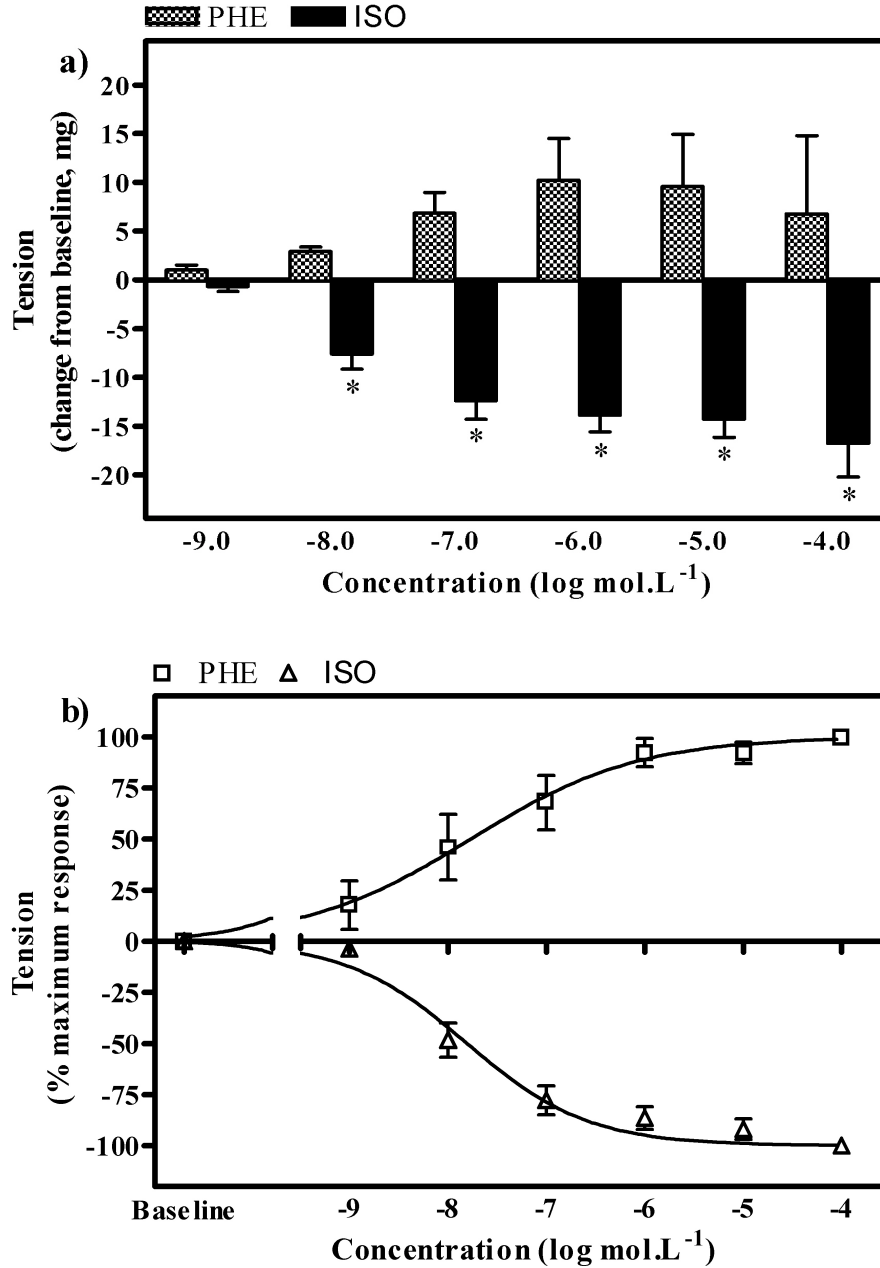 PHE ISO
a)
Tension
(change from baseline, mg)
20
15
10
5
0
-5
-10
-15
-20
*
*
*
*
*
-9.0 -8.0 -7.0 -6.0 -5.0 -4.0
Concentration (log mol.L-1)
PHE ISO
b)
Tension
(% maximum response)
100
75
50
25
0
-25
-50
-75
-100
Baseline -9 -8 -7 -6 -5 -4
Concentration (log mol.L-1)